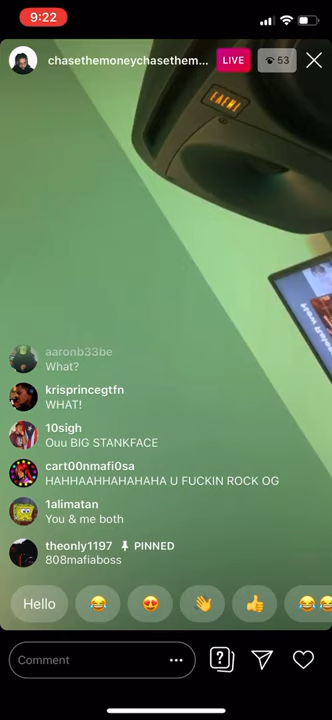 9:22
chasethemoneychasethem...
LIVE
53
aaronb33be
What?
krisprincegtfn
WHAT!
10sigh
Ouu BIG STANKFACE
cart00nmafi0sa
HAHHAAHHAHAHAHA U FUCKIN ROCK OG
1alimatan
You & me both
theonly1197 PINNED
808mafiaboss
Hello
Comment